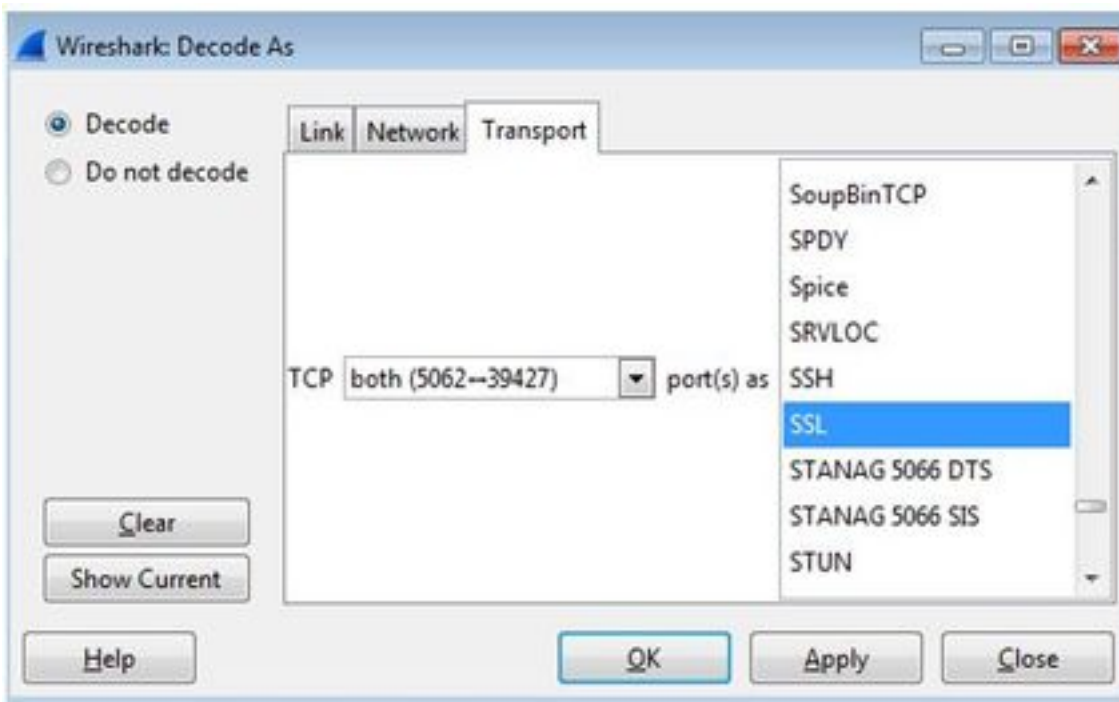 Wireshark: Decode As
Decode
Do not decode
Link Network Transport
SoupBinTCP
SPDY
Spice
SRVLOC
TCP both (5062--39427) port(s) as SSH
SSL
STANAG 5066 DTS
STANAG 5066 SIS
STUN
Clear
Show Current
Help OK Apply Close